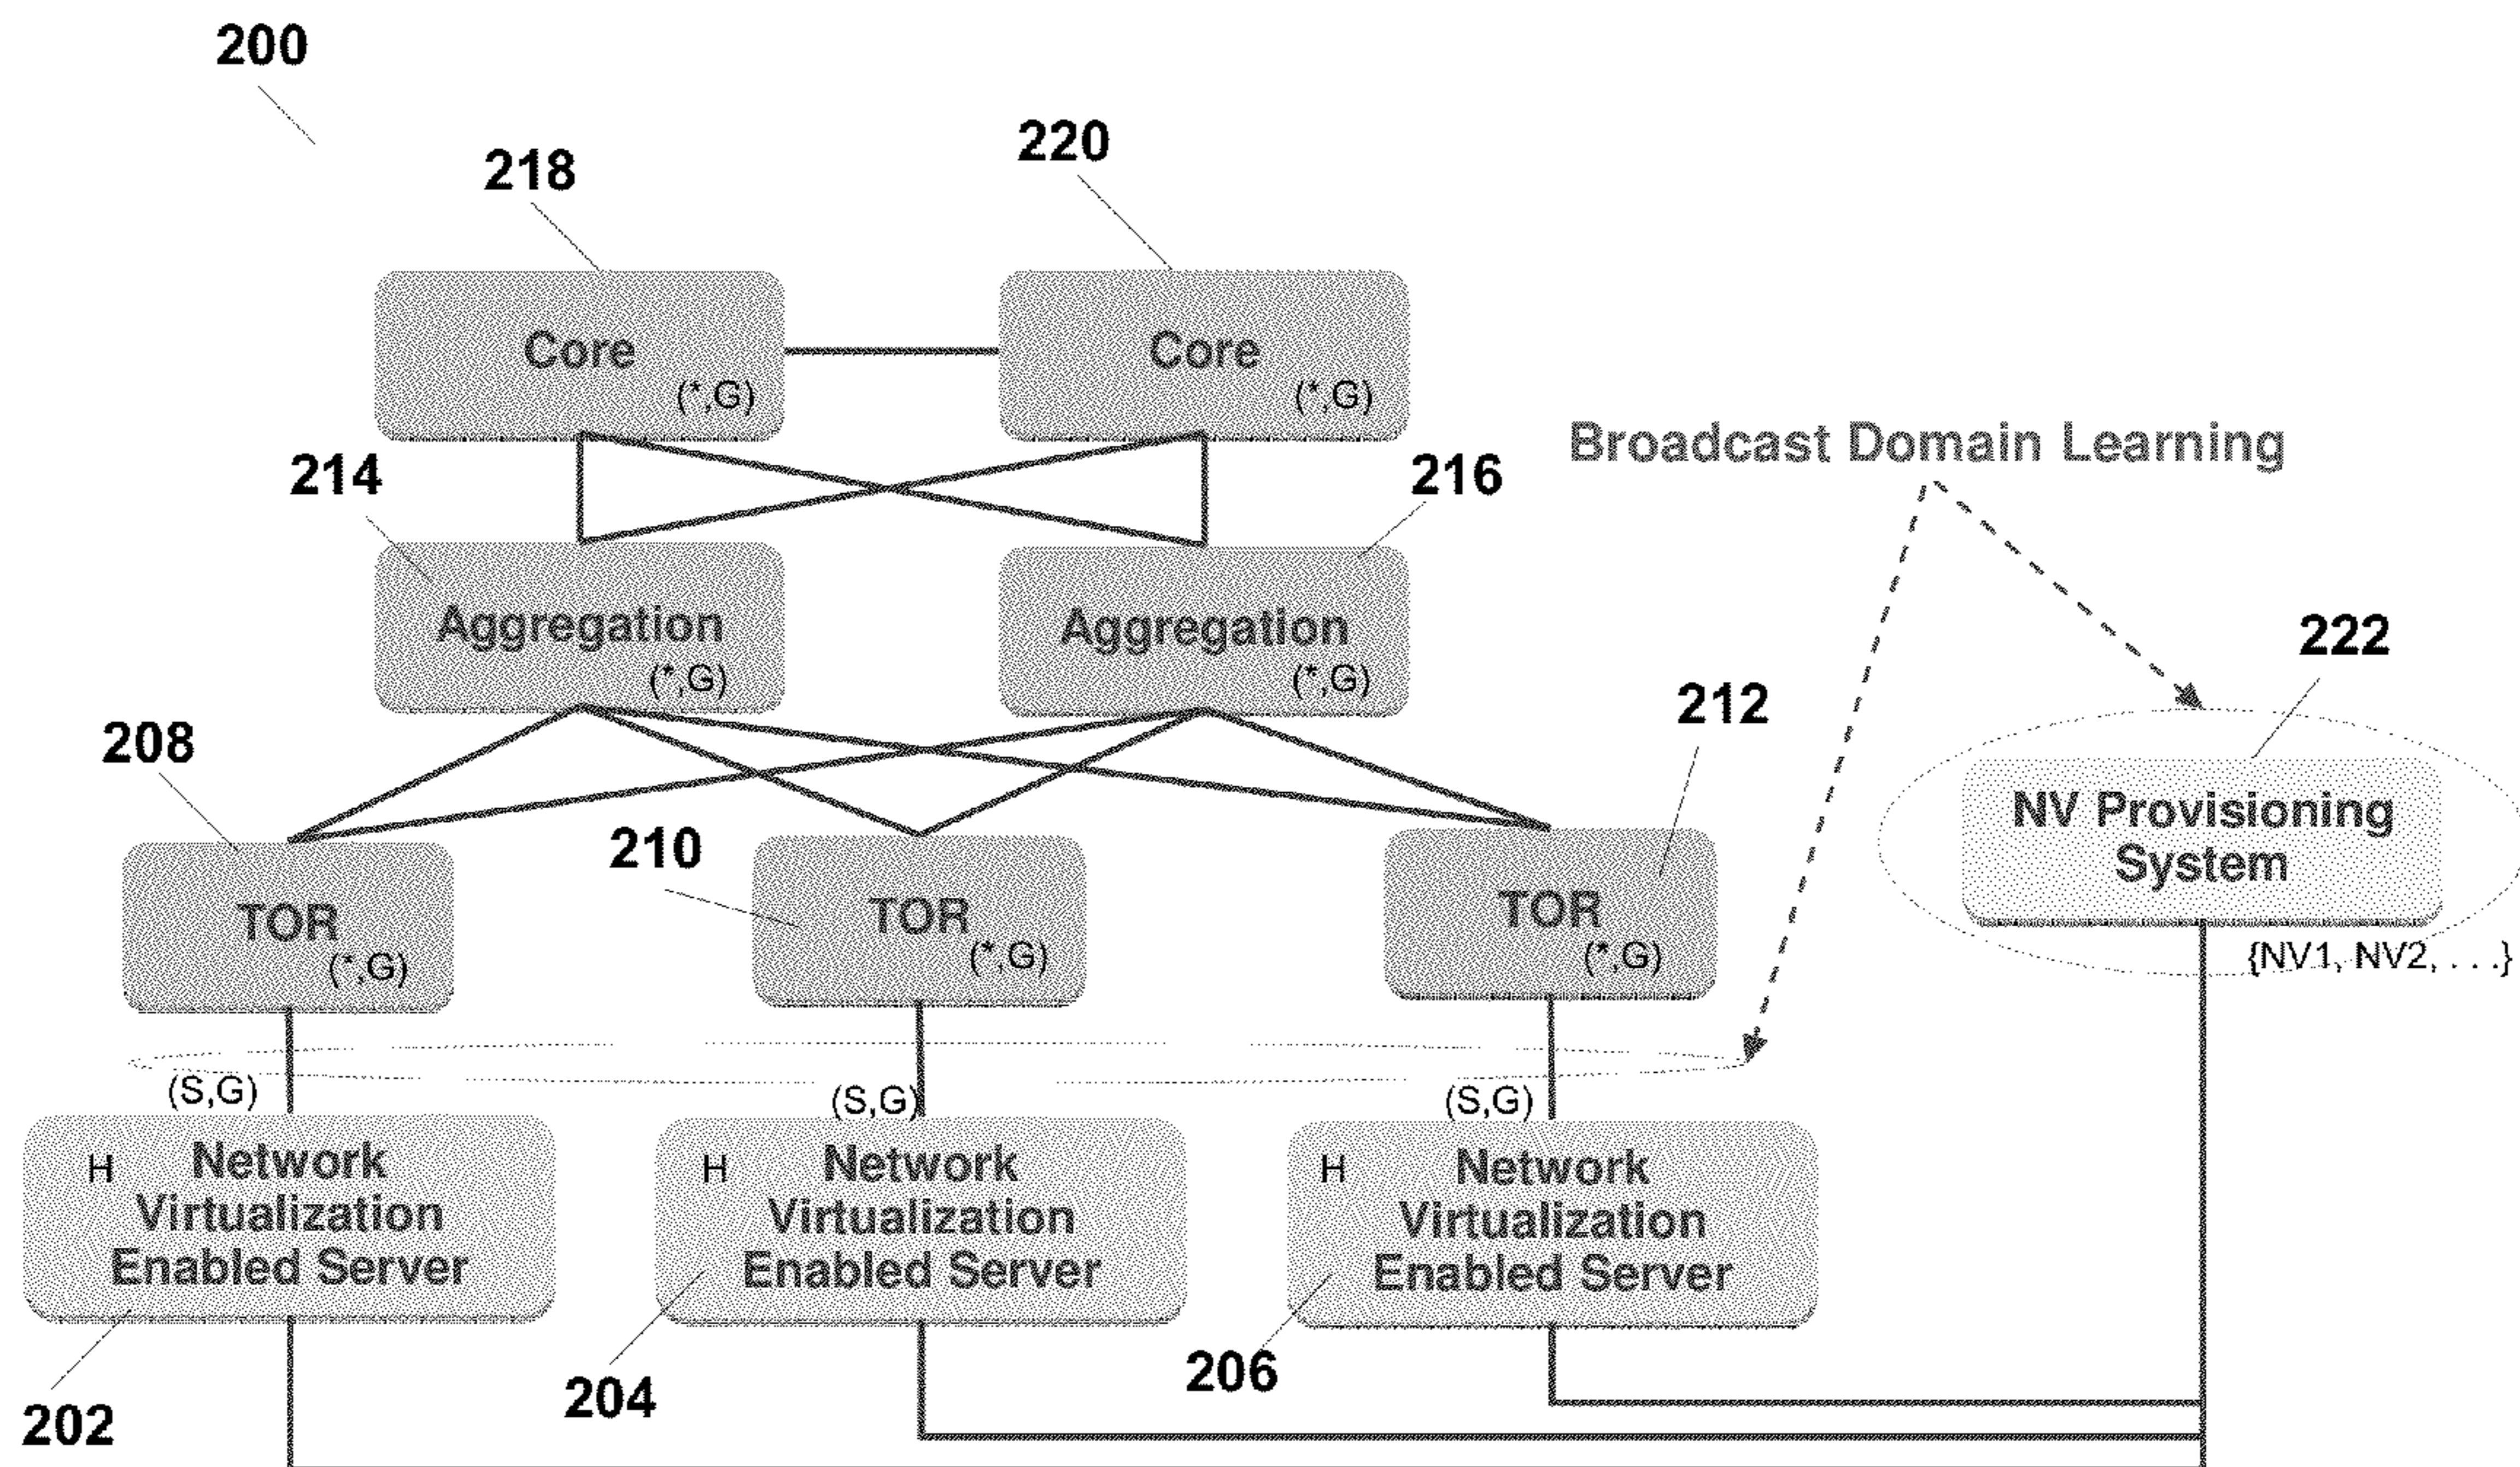 200
218
220
Core
(*,G)
Core
(*,G)
Broadcast Domain Learning
214
216
Aggregation
(*,G)
Aggregation
(*,G)
222
212
208
NV Provisioning
System
{NV1, NV2, . . .}
210
TOR
(*,G)
TOR
(*,G)
TOR
(*,G)
(S,G)
(S,G)
(S,G)
H
Network
Virtualization
Enabled Server
H
Network
Virtualization
Enabled Server
H
Network
Virtualization
Enabled Server
202
204
206